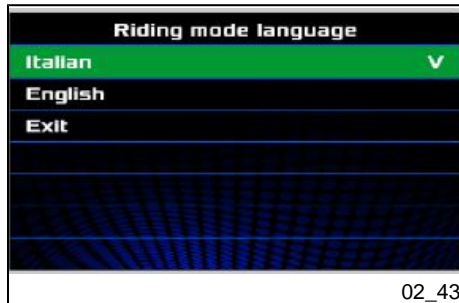 Riding mode language
Italian V
English
Exit
02_43